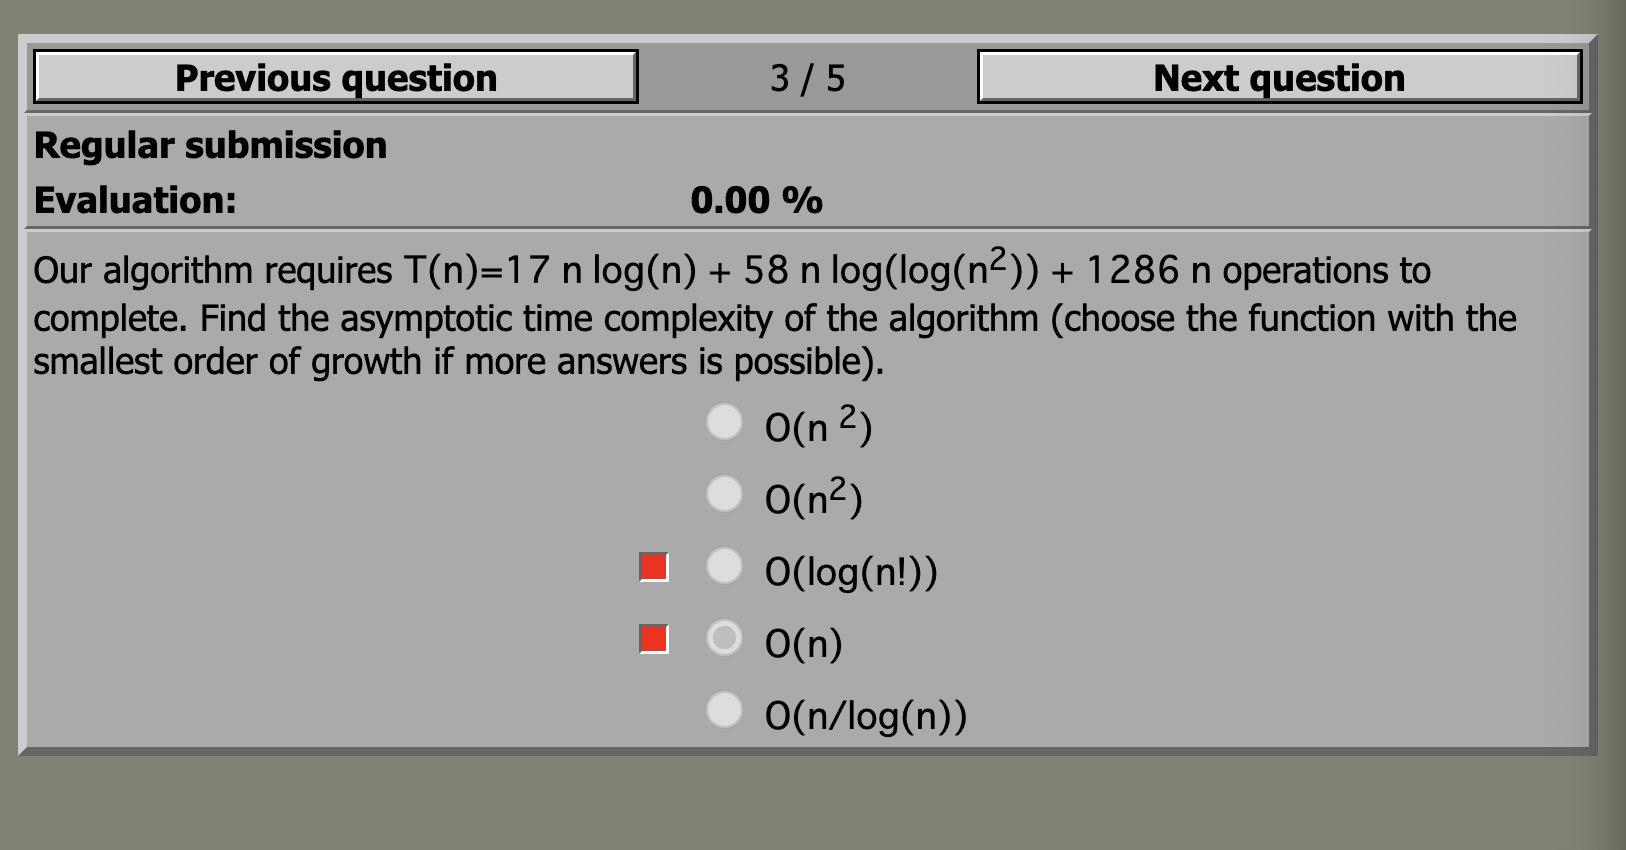 Previous question 3 / 5 Next question
Regular submission
Evaluation: 0.00 %
Our algorithm requires T(n)=17 n log(n) + 58 n log(log(n²)) + 1286 n operations to
complete. Find the asymptotic time complexity of the algorithm (choose the function with the
smallest order of growth if more answers is possible).
O(n ²)
O(n²)
O(log(n!))
O(n)
O(n/log(n))